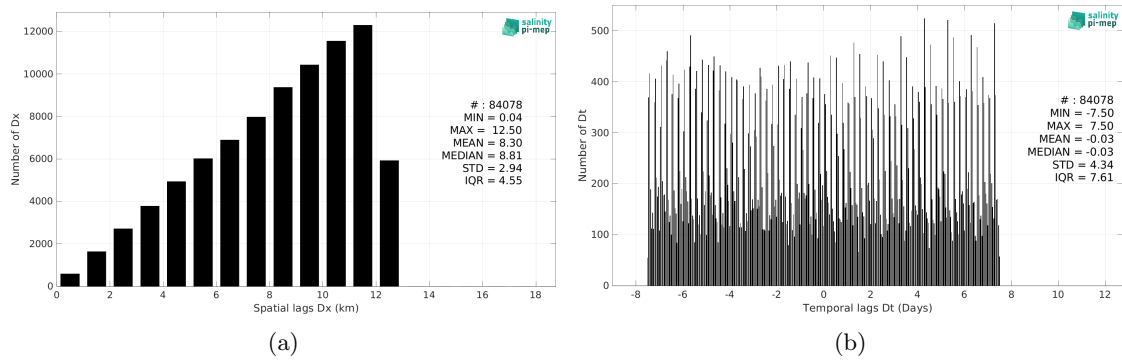 salinity
pi-mep
12000
10000
8000
6000
4000
2000
0
Number of Dx
# : 84078
MIN = 0.04
MAX = 12.50
MEAN = 8.30
MEDIAN = 8.81
STD = 2.94
IQR = 4.55
0 2 4 6 8 10 12 14 16 18
Spatial lags Dx (km)
(a)
salinity
pi-mep
500
400
300
200
100
0
Number of Dt
# : 84078
MIN = -7.50
MAX = 7.50
MEAN = -0.03
MEDIAN = -0.03
STD = 4.34
IQR = 7.61
-8 -6 -4 -2 0 2 4 6 8 10 12
Temporal lags Dt (Days)
(b)